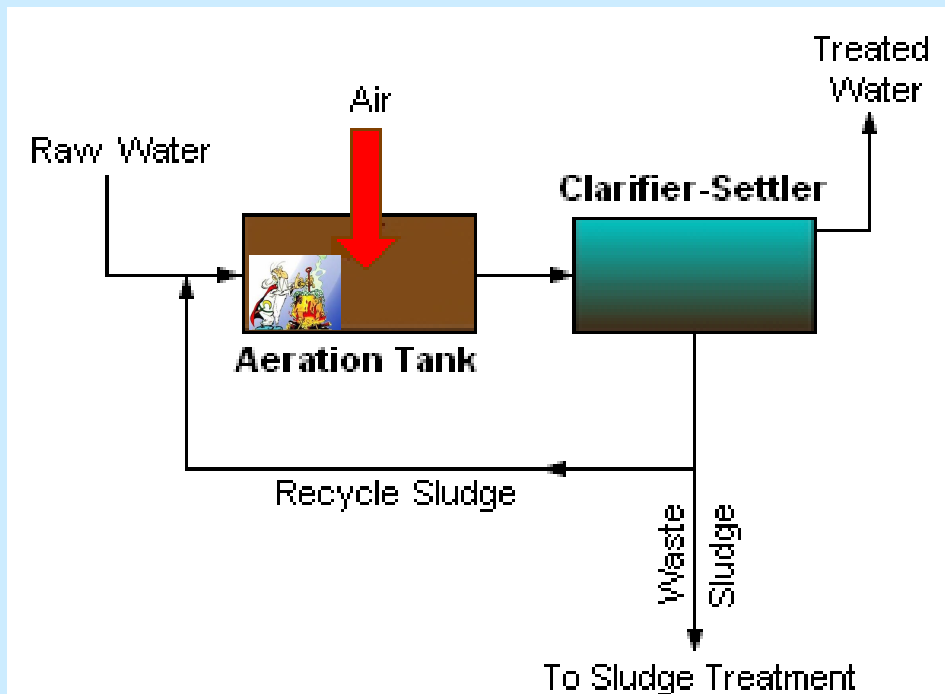 Treated
Water
Air
Raw Water
Clarifier-Settler
Aeration Tank
Recycle Sludge
Waste
Sludge
To Sludge Treatment